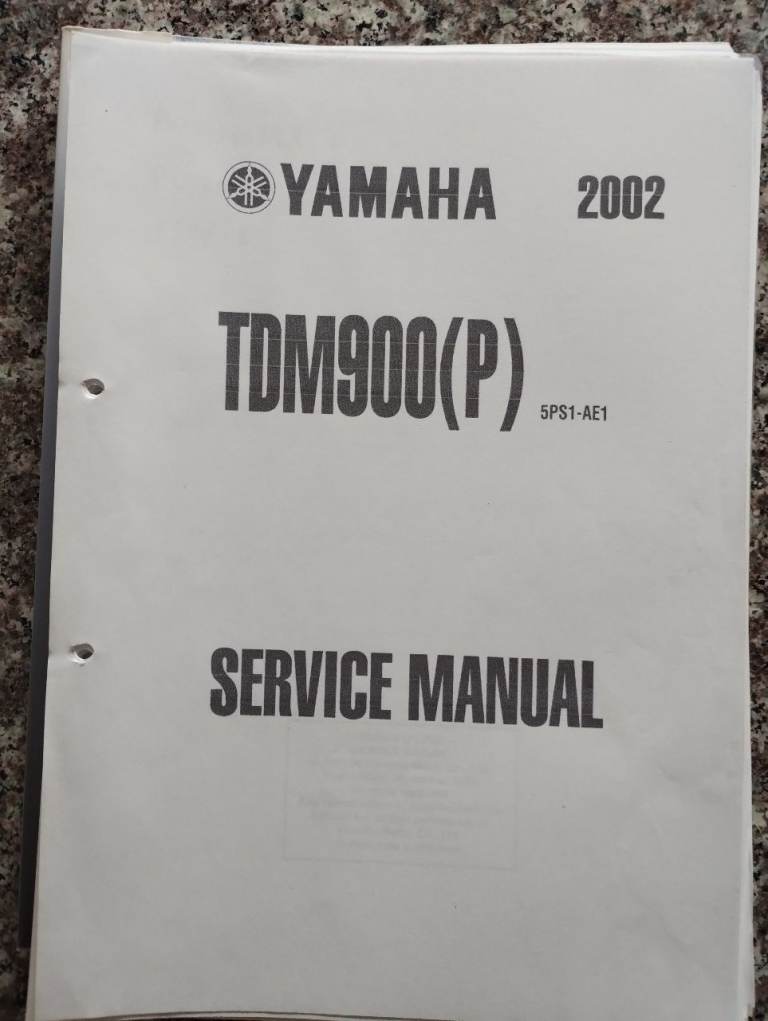 YAMAHA 2002
TDM900(P) 5PS1-AE1
SERVICE MANUAL